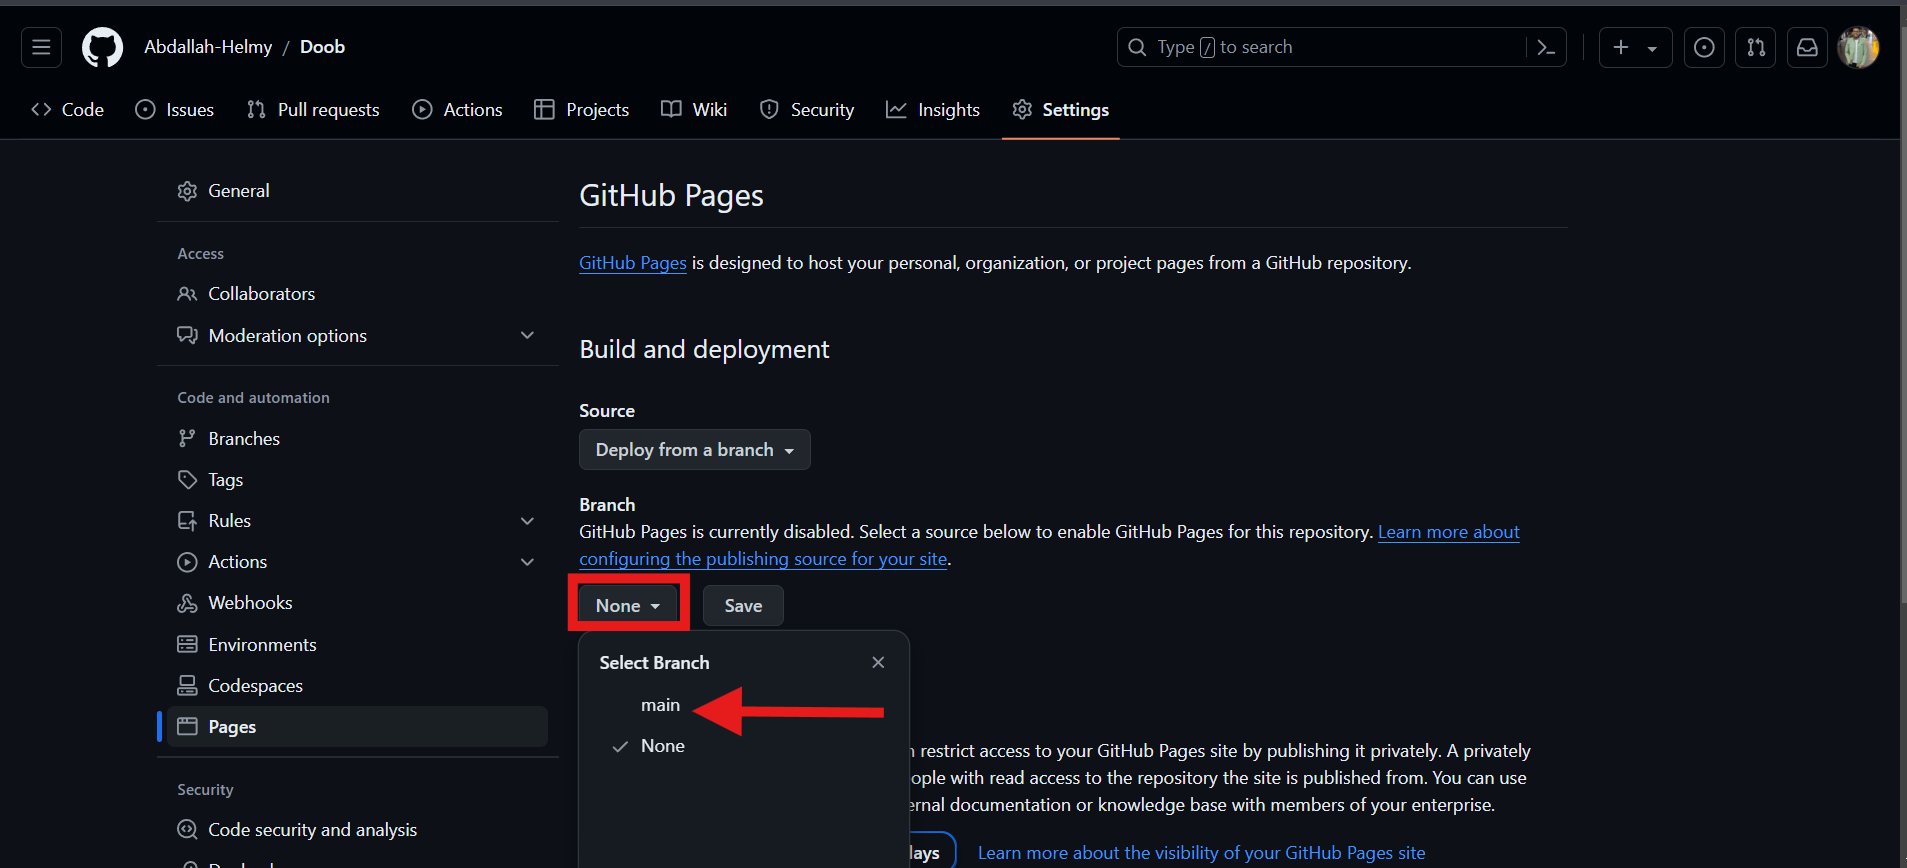 Abdallah-Helmy / Doob
Type / to search
Code Issues Pull requests Actions Projects Wiki Security Insights Settings
General
Access
Collaborators
Moderation options
Code and automation
Branches
Tags
Rules
Actions
Webhooks
Environments
Codespaces
Pages
Security
Code security and analysis
GitHub Pages
GitHub Pages is designed to host your personal, organization, or project pages from a GitHub repository.
Build and deployment
Source
Deploy from a branch
Branch
GitHub Pages is currently disabled. Select a source below to enable GitHub Pages for this repository. Learn more about
configuring the publishing source for your site.
None Save
Select Branch
main
None
restrict access to your GitHub Pages site by publishing it privately. A privately
with read access to the repository the site is published from. You can use
documentation or knowledge base with members of your enterprise.
Learn more about the visibility of your GitHub Pages site